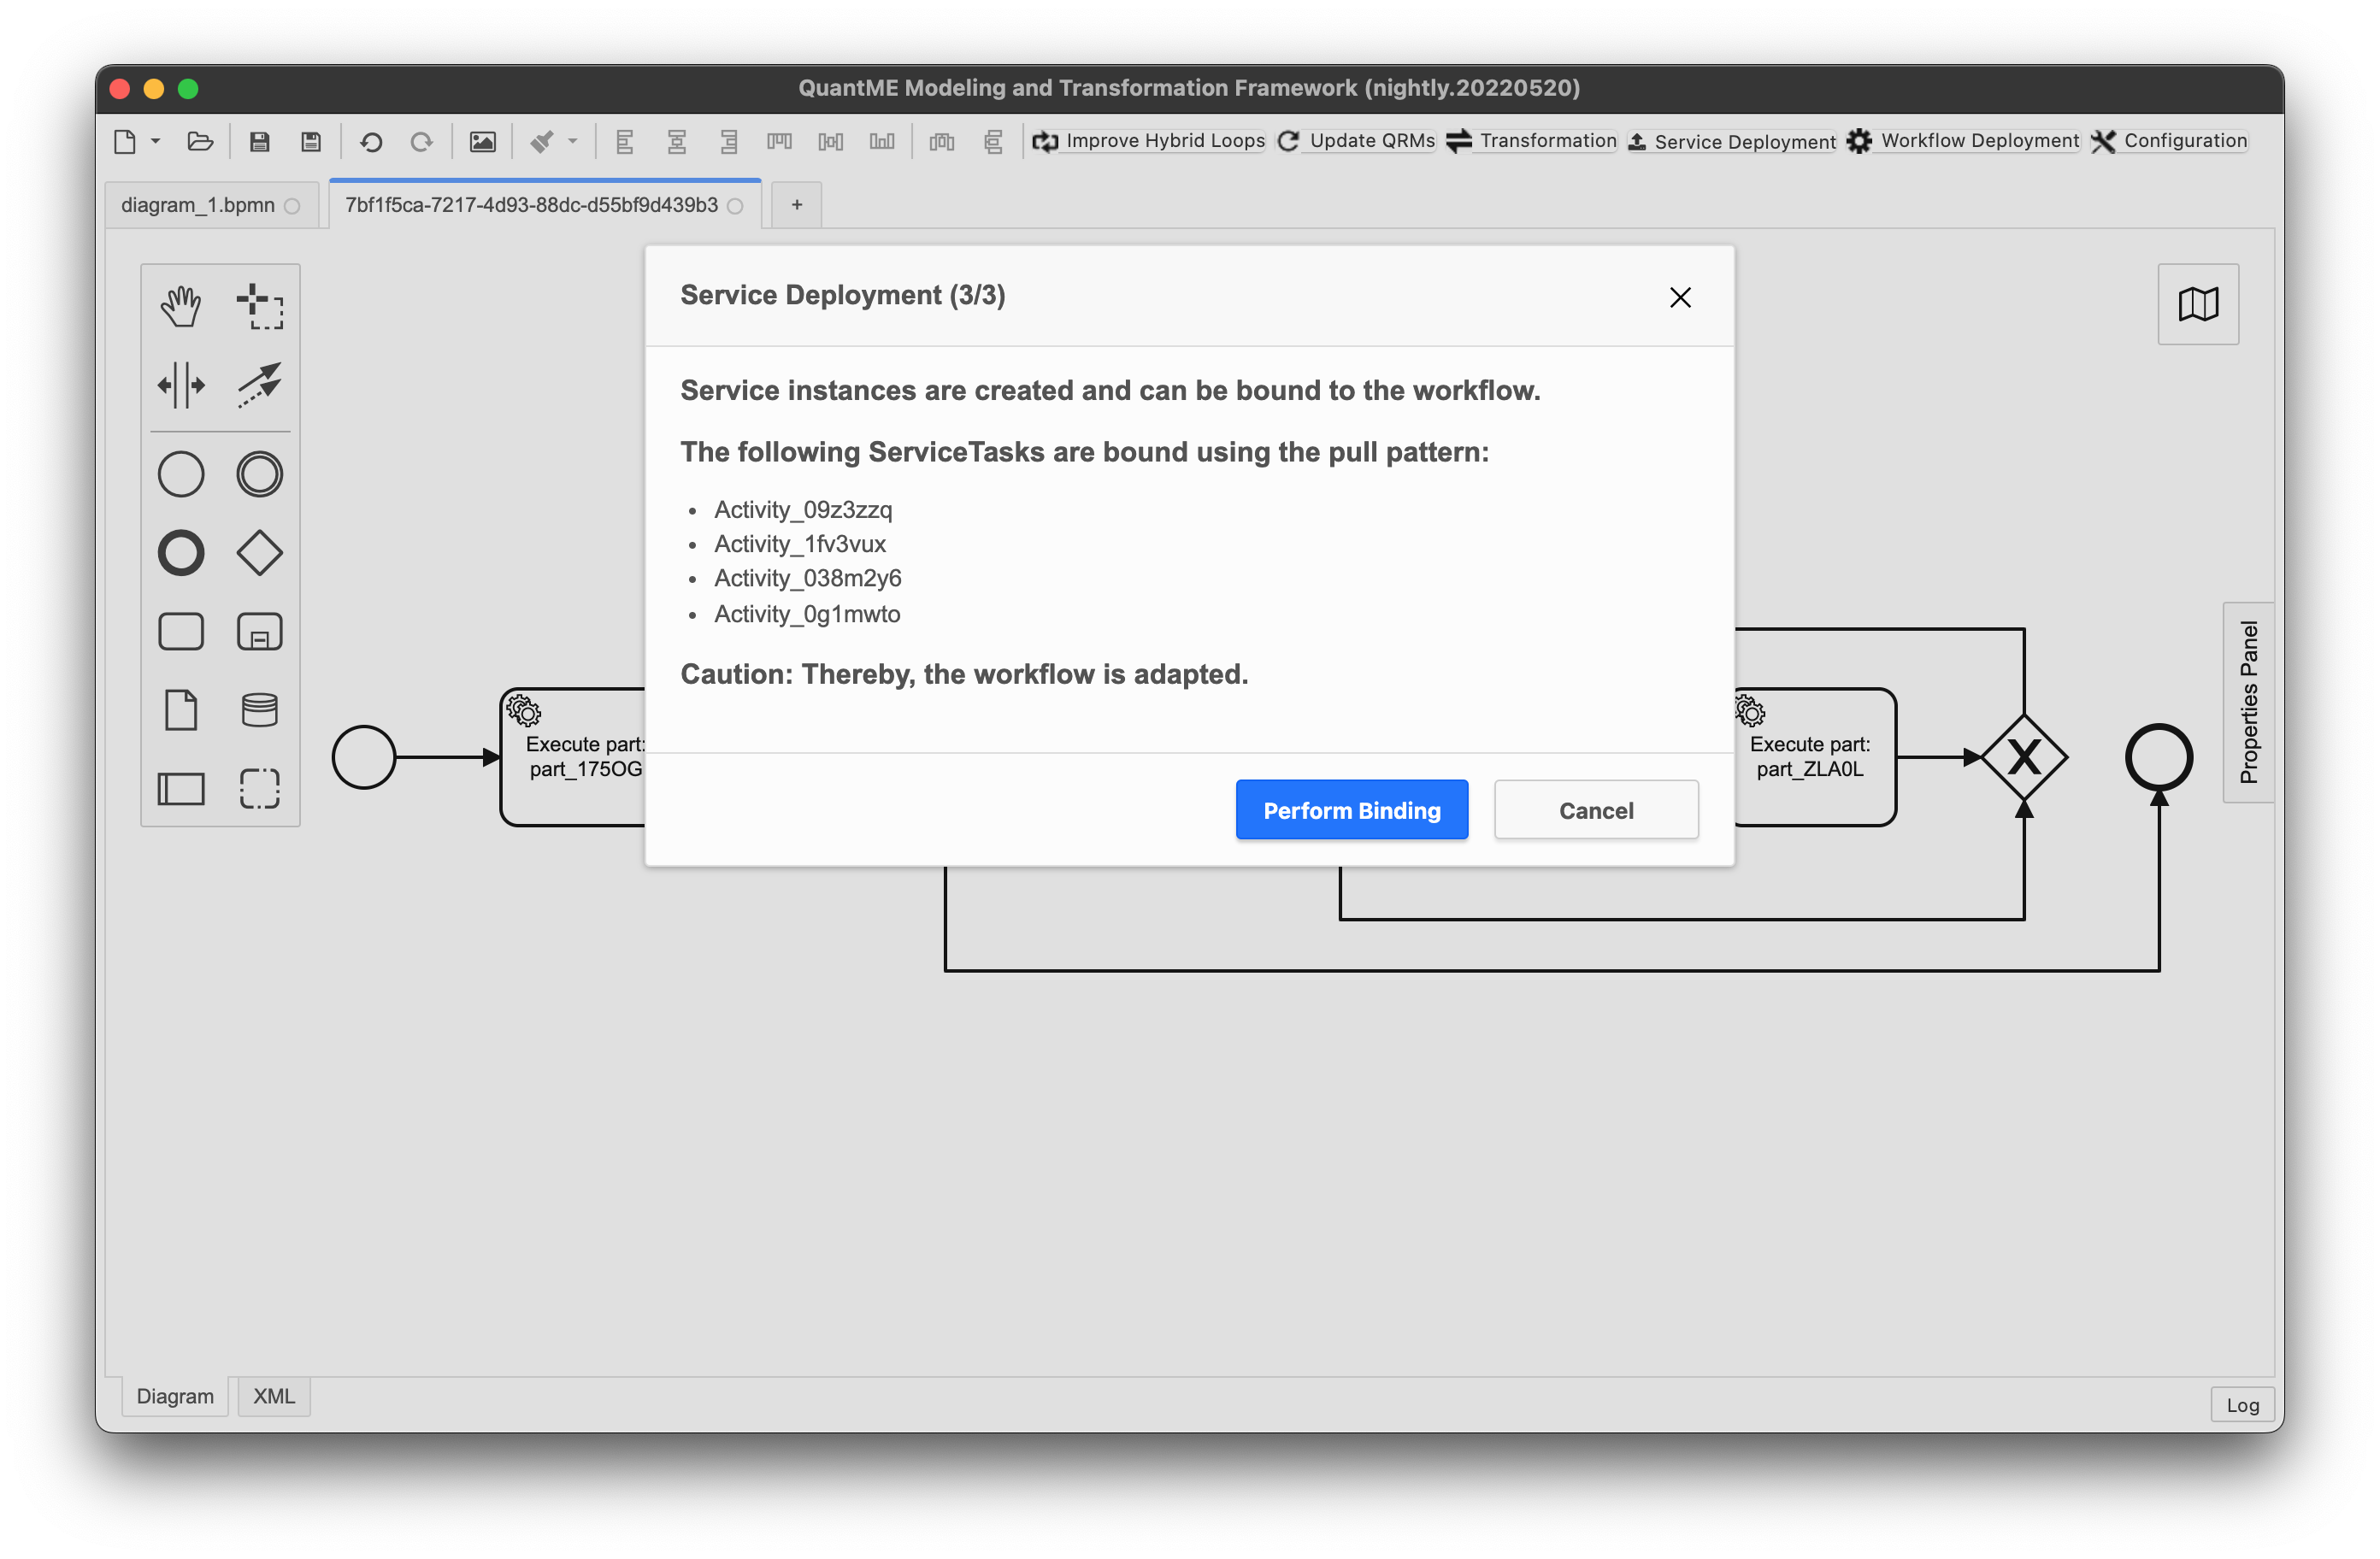 QuantME Modeling and Transformation Framework (nightly.20220520)
Improve Hybrid Loops Update QRMs Transformation Service Deployment Workflow Deployment Configuration
diagram_1.bpmn 7bf1f5ca-7217-4d93-88dc-d55bf9d439b3 +
Service Deployment (3/3)
Service instances are created and can be bound to the workflow.
The following ServiceTasks are bound using the pull pattern:
• Activity_09z3zzq
• Activity_1fv3vux
• Activity_038m2y6
• Activity_0g1mwto
Caution: Thereby, the workflow is adapted.
Perform Binding Cancel
Execute part:
part_175OG
Execute part:
part_ZLA0L
X
Properties Panel
Diagram XML
Log